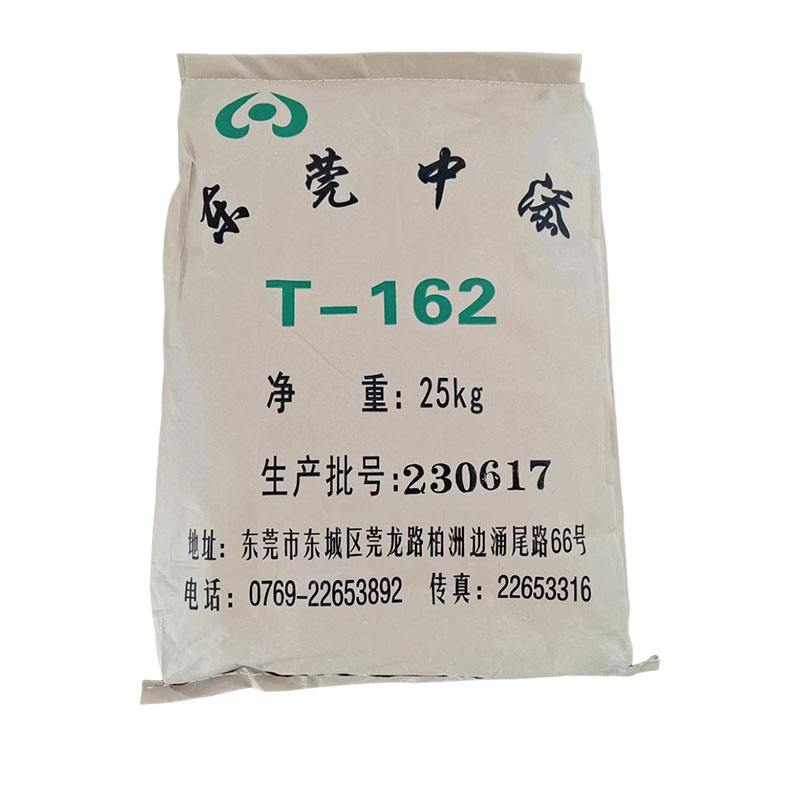 东莞中添
T-162
净 重：25kg
生产批号：230617
地址：东莞市东城区莞龙路柏洲边涌尾路66号
电话：0769-22653892 传真：22653316